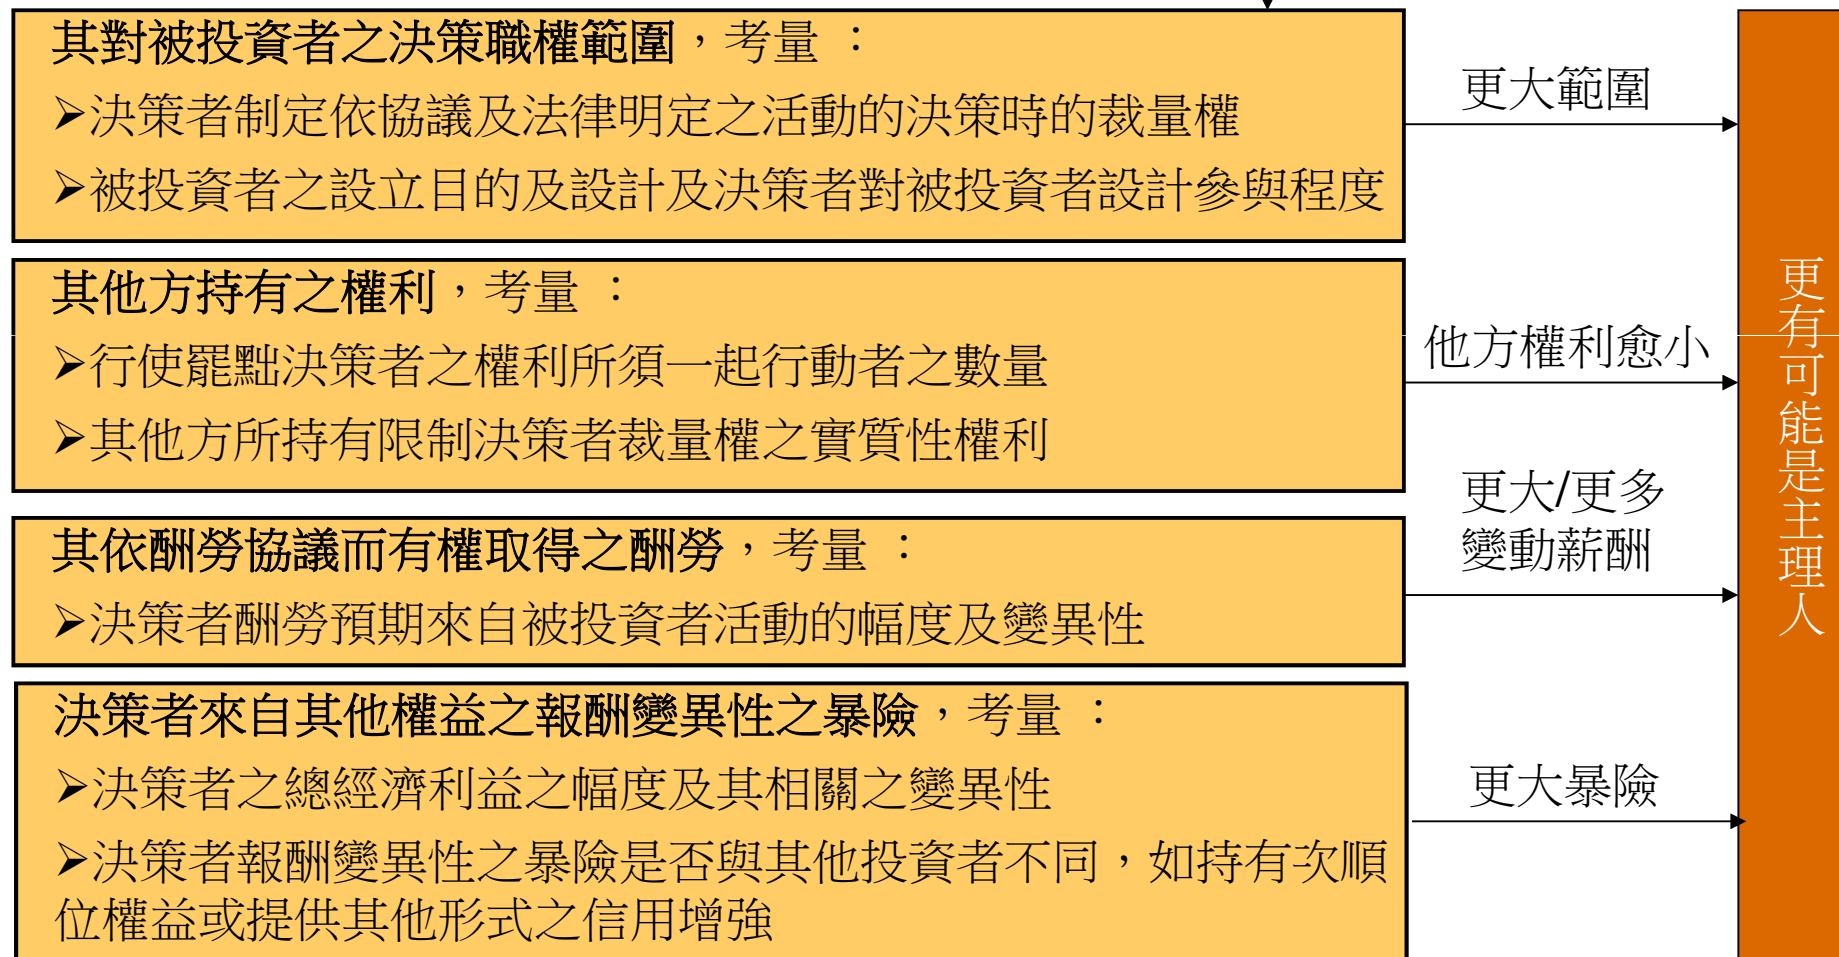 其對被投資者之決策職權範圍，考量 ：
➢決策者制定依協議及法律明定之活動的決策時的裁量權
➢被投資者之設立目的及設計及決策者對被投資者設計參與程度
更大範圍
其他方持有之權利，考量 ：
➢行使罷黜決策者之權利所須一起行動者之數量
➢其他方所持有限制決策者裁量權之實質性權利
他方權利愈小
其依酬勞協議而有權取得之酬勞，考量 ：
➢決策者酬勞預期來自被投資者活動的幅度及變異性
更大/更多
變動薪酬
決策者來自其他權益之報酬變異性之暴險，考量 ：
➢決策者之總經濟利益之幅度及其相關之變異性
➢決策者報酬變異性之暴險是否與其他投資者不同，如持有次順
位權益或提供其他形式之信用增強
更大暴險
更有可能是主理人